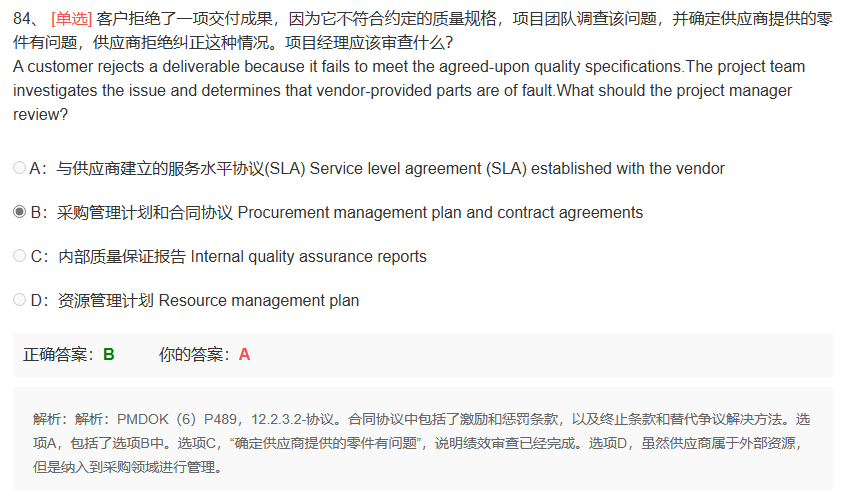 84、 [单选] 客户拒绝了一项交付成果，因为它不符合约定的质量规格，项目团队调查该问题，并确定供应商提供的零
件有问题，供应商拒绝纠正这种情况。项目经理应该审查什么？
A customer rejects a deliverable because it fails to meet the agreed-upon quality specifications.The project team
investigates the issue and determines that vendor-provided parts are of fault.What should the project manager
review?
A：与供应商建立的服务水平协议(SLA) Service level agreement (SLA) established with the vendor
B：采购管理计划和合同协议 Procurement management plan and contract agreements
C：内部质量保证报告 Internal quality assurance reports
D：资源管理计划 Resource management plan
正确答案：B 你的答案：A
解析：解析：PMDOK（6）P489，12.2.3.2-协议。合同协议中包括了激励和惩罚条款，以及终止条款和替代争议解决方法。选
项A，包括了选项B中。选项C，“确定供应商提供的零件有问题”，说明绩效审查已经完成。选项D，虽然供应商属于外部资源，
但是纳入到采购领域进行管理。